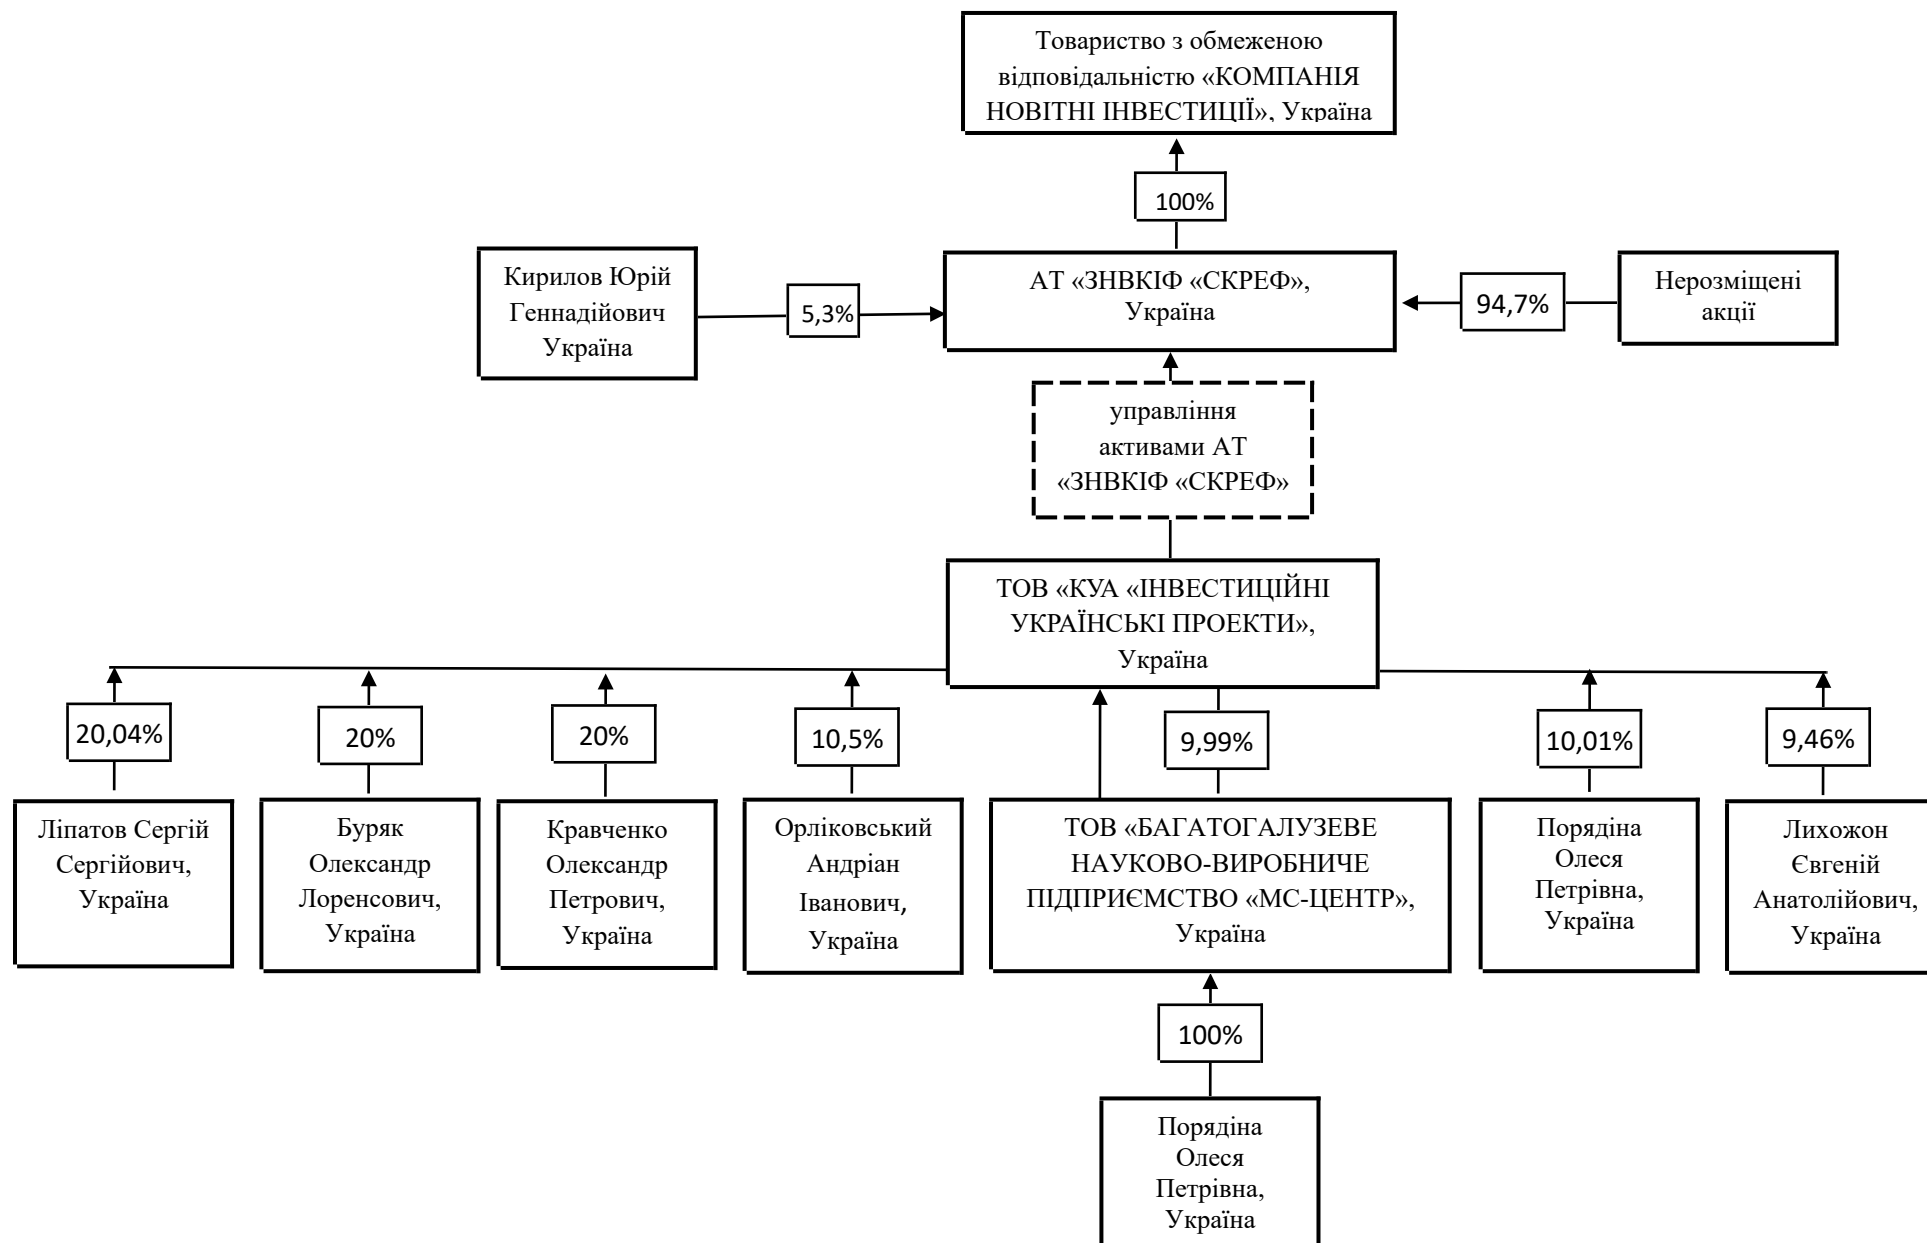 Товариство з обмеженою
відповідальністю «КОМПАНІЯ
НОВІТНІ ІНВЕСТИЦІЇ», Україна
100%
Кирилов Юрій
Геннадійович
Україна
5,3%
АТ «ЗНВКІФ «СКРЕФ»,
Україна
94,7%
Нерозміщені
акції
управління
активами АТ
«ЗНВКІФ «СКРЕФ»
ТОВ «КУА «ІНВЕСТИЦІЙНІ
УКРАЇНСЬКІ ПРОЕКТИ»,
Україна
20,04%
20%
20%
10,5%
9,99%
10,01%
9,46%
Ліпатов Сергій
Сергійович,
Україна
Буряк
Олександр
Лоренсович,
Україна
Кравченко
Олександр
Петрович,
Україна
Орліковський
Андріан
Іванович,
Україна
ТОВ «БАГАТОГАЛУЗЕВЕ
НАУКОВО-ВИРОБНИЧЕ
ПІДПРИЄМСТВО «МС-ЦЕНТР»,
Україна
Порядіна
Олеся
Петрівна,
Україна
Лихожон
Євгеній
Анатолійович,
Україна
100%
Порядіна
Олеся
Петрівна,
Україна